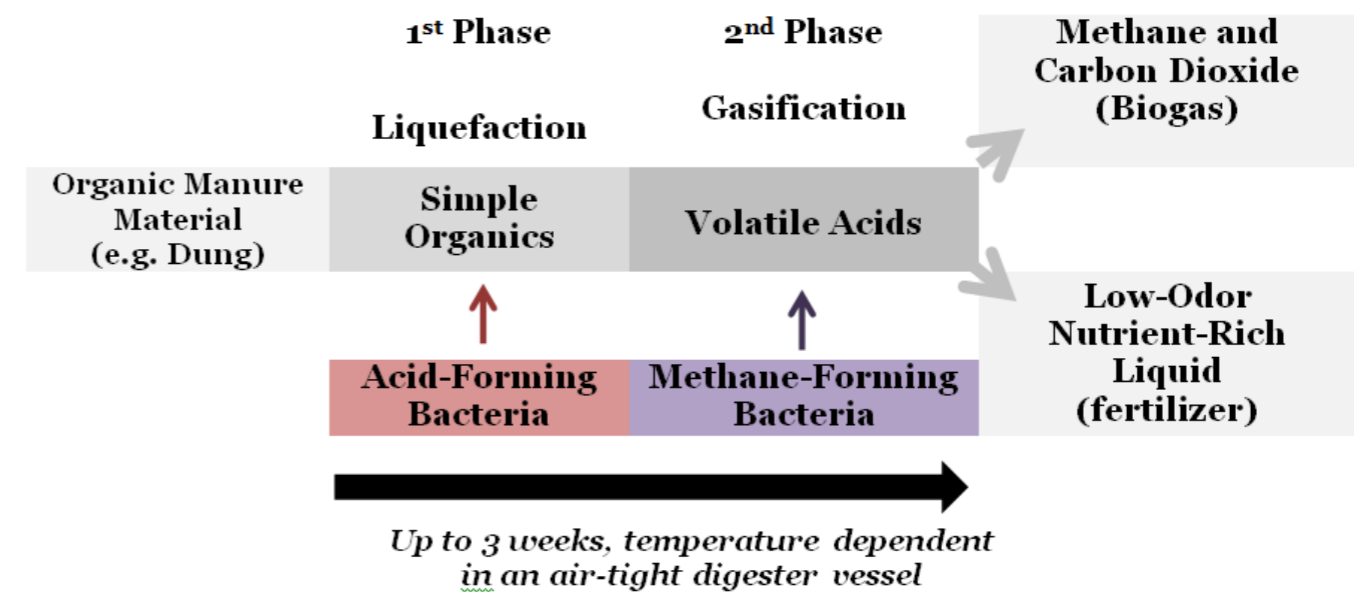 1st Phase
Liquefaction
2nd Phase
Gasification
Methane and
Carbon Dioxide
(Biogas)
Organic Manure
Material
(e.g. Dung)
Simple
Organics
Volatile Acids
Low-Odor
Nutrient-Rich
Liquid
(fertilizer)
Acid-Forming
Bacteria
Methane-Forming
Bacteria
Up to 3 weeks, temperature dependent
in an air-tight digester vessel